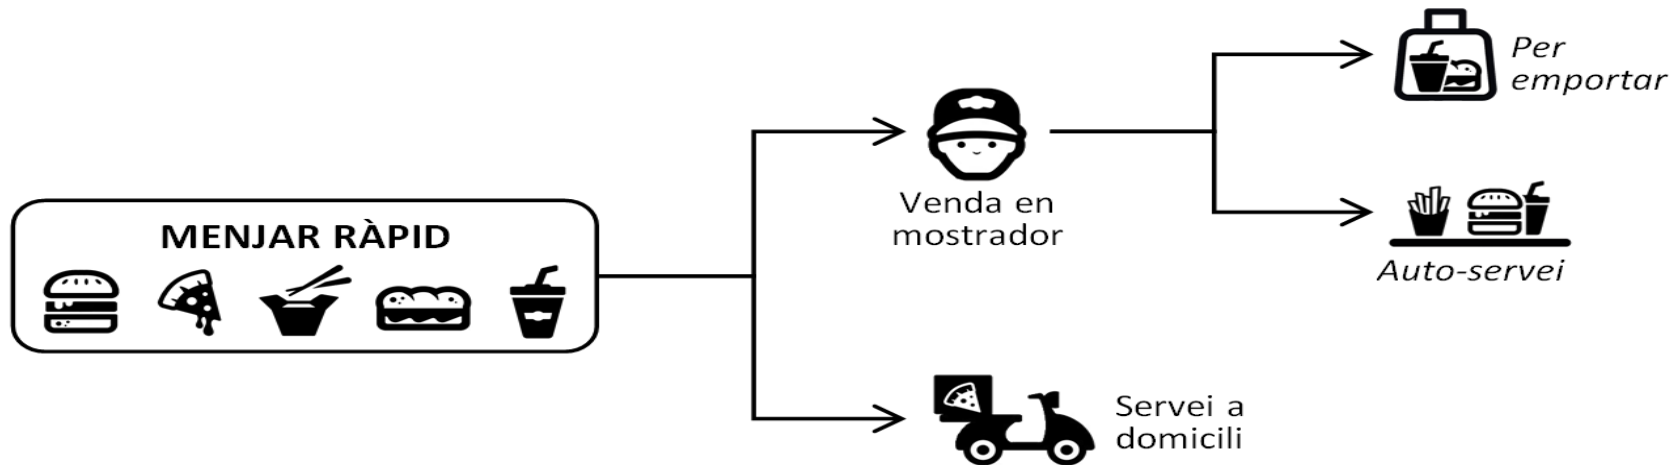 MENJAR RÀPID
Venda en
mostrador
Per
emportar
Auto-servei
Servei a
domicili